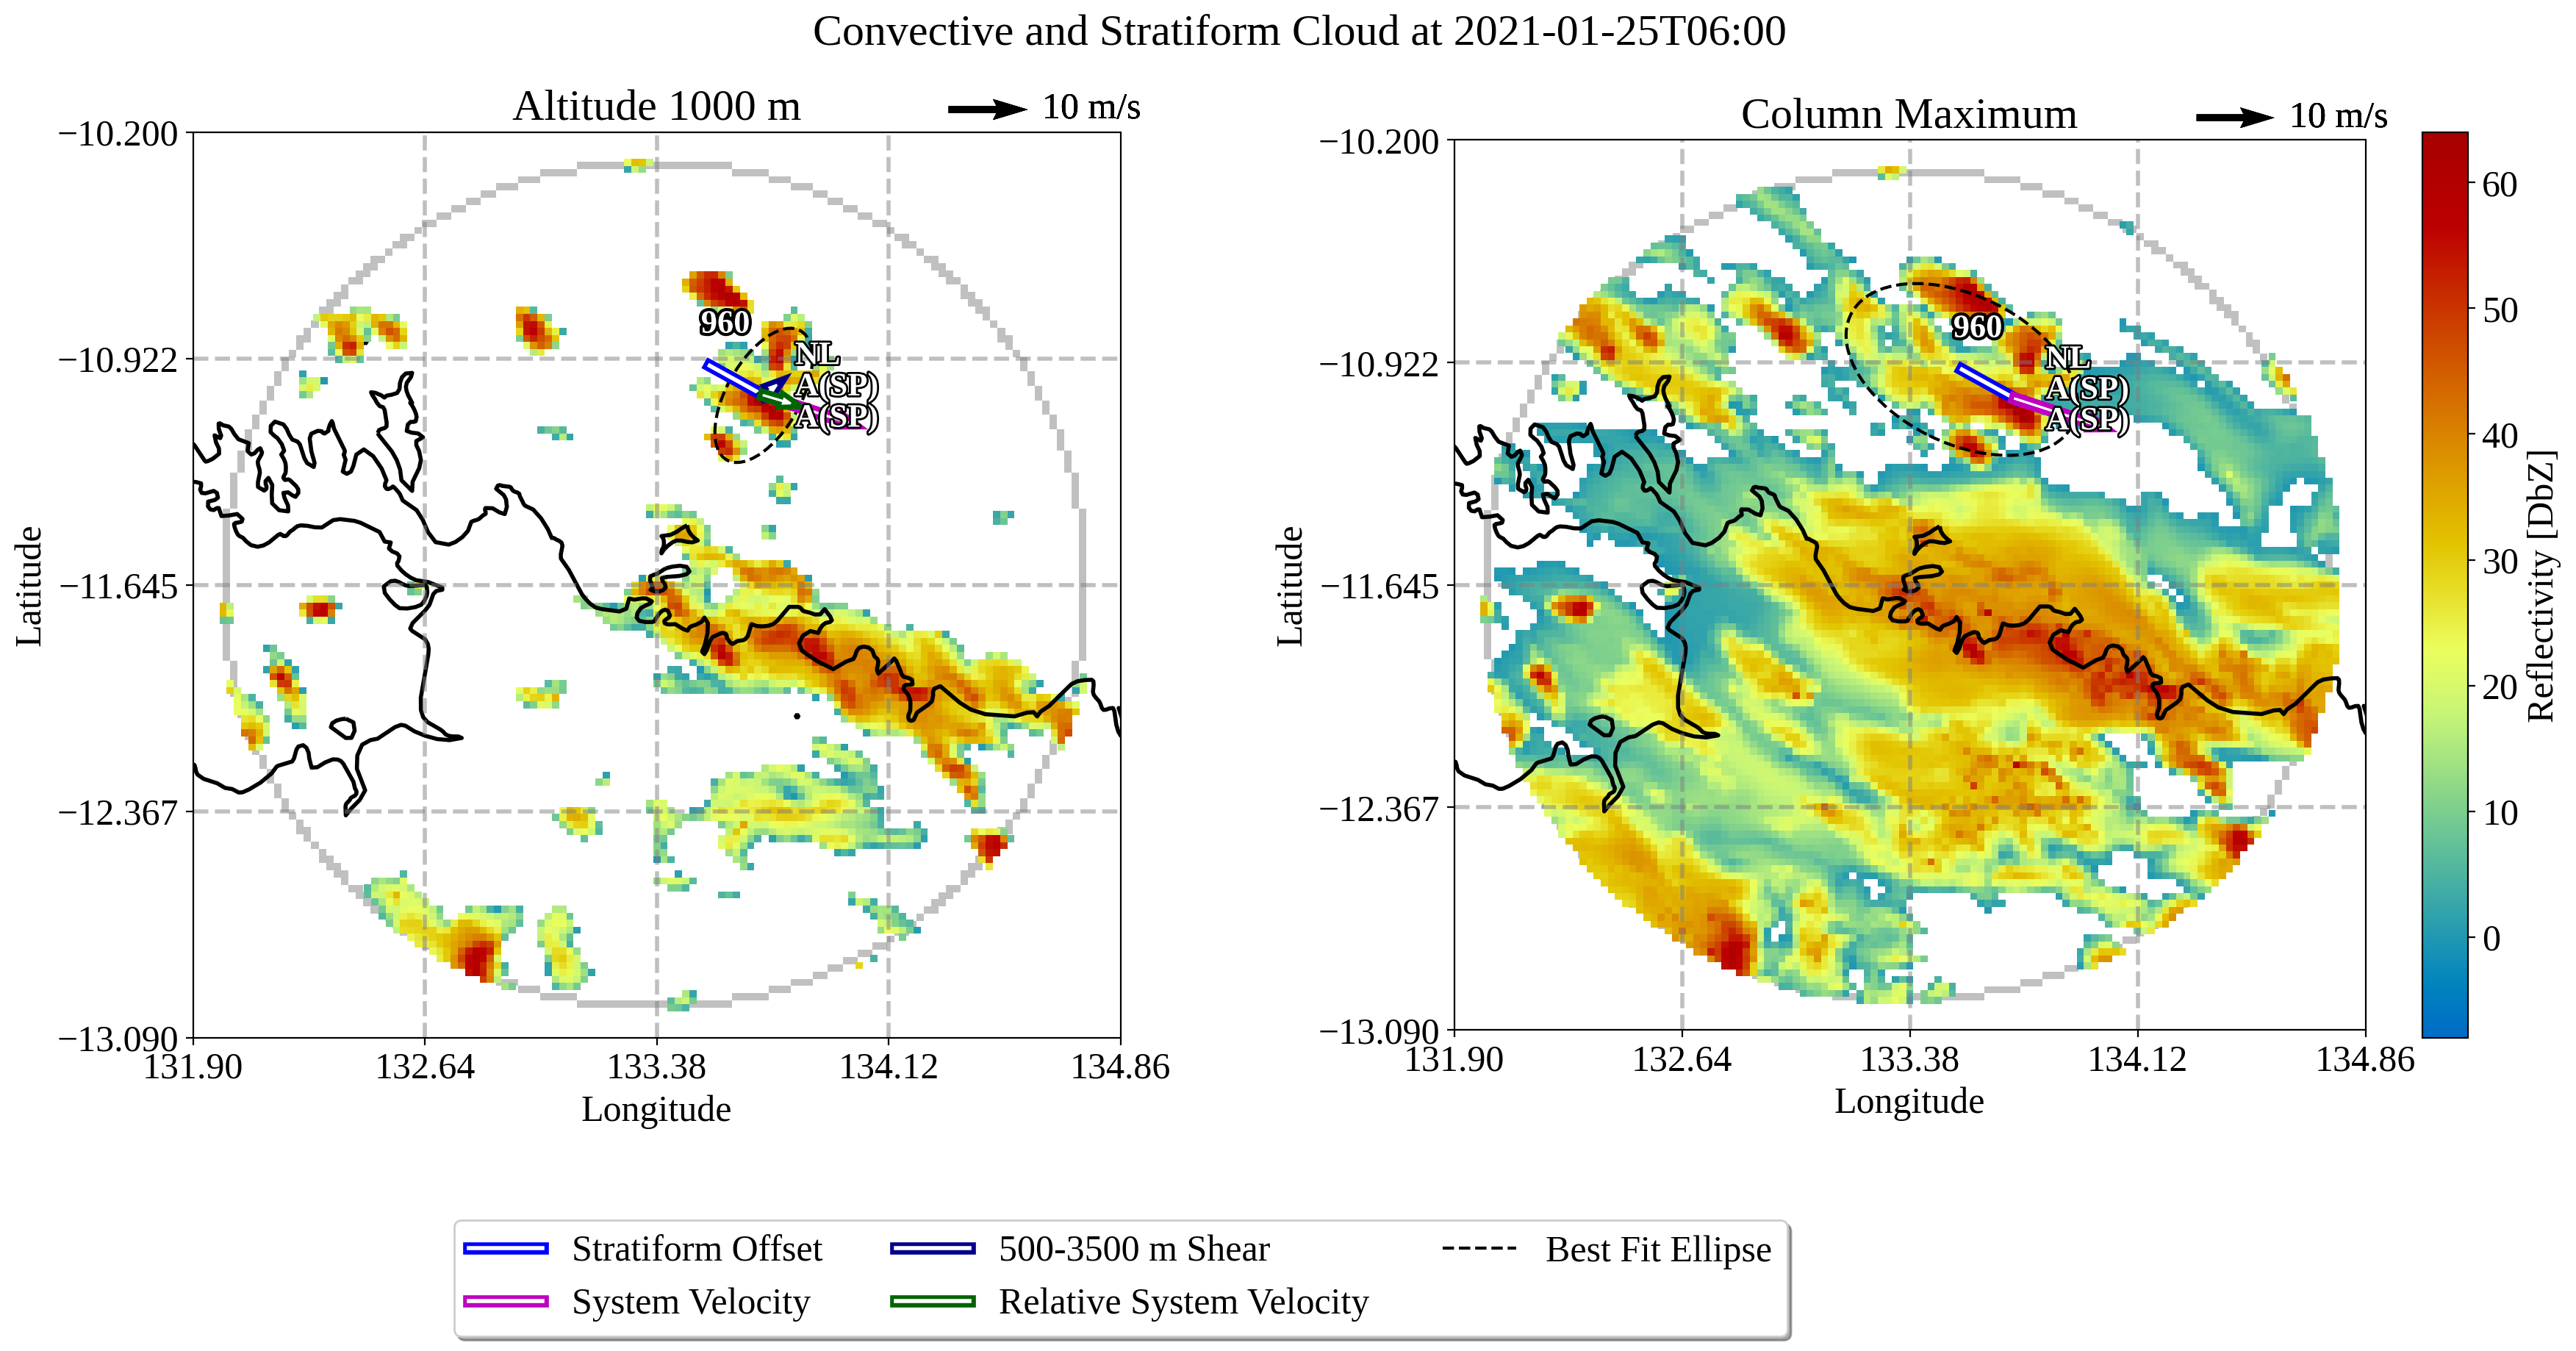 Convective and Stratiform Cloud at 2021-01-25T06:00
Altitude 1000 m
10 m/s
−10.200
−10.922
−11.645
−12.367
−13.090
Latitude
131.90
132.64
133.38
134.12
134.86
Longitude
960
NL
A(SP)
A(SP)
Column Maximum
10 m/s
−10.200
−10.922
−11.645
−12.367
−13.090
Latitude
131.90
132.64
133.38
134.12
134.86
Longitude
960
NL
A(SP)
A(SP)
60
50
40
30
20
10
0
Reflectivity [DbZ]
Stratiform Offset
System Velocity
500-3500 m Shear
Relative System Velocity
Best Fit Ellipse